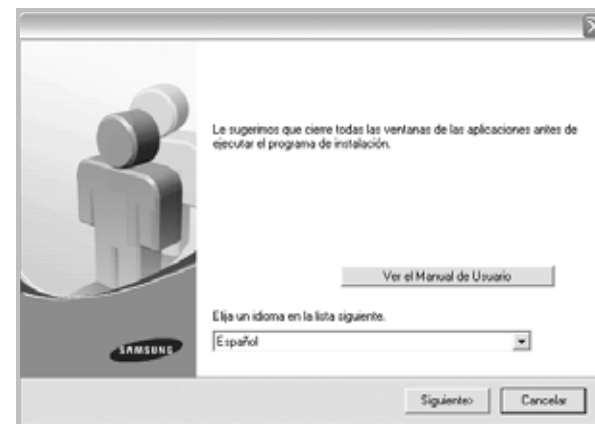 Le sugerimos que cierre todas las ventanas de las aplicaciones antes de
ejecutar el programa de instalación.
Ver el Manual de Usuario
Elija un idioma en la lista siguiente.
Español
SAMSUNG
Siguiente>
Cancelar